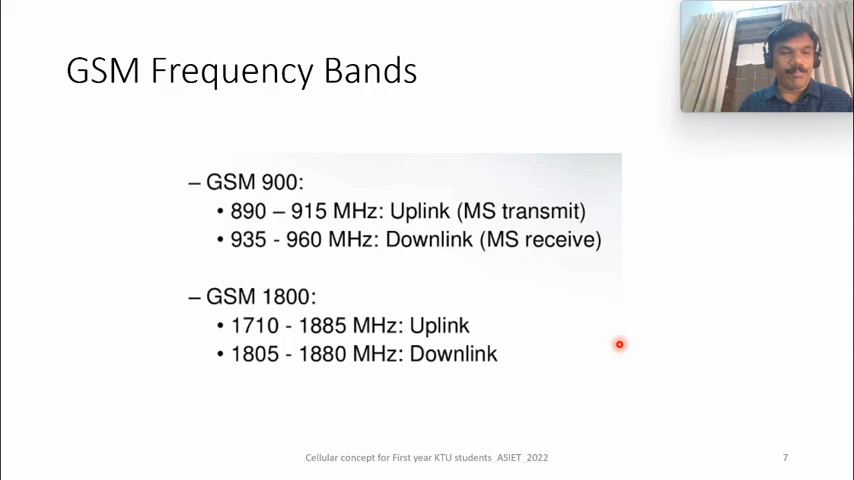 GSM Frequency Bands
– GSM 900:
• 890 – 915 MHz: Uplink (MS transmit)
• 935 - 960 MHz: Downlink (MS receive)
– GSM 1800:
• 1710 - 1885 MHz: Uplink
• 1805 - 1880 MHz: Downlink
Cellular concept for First year KTU students_ASIET_2022
7